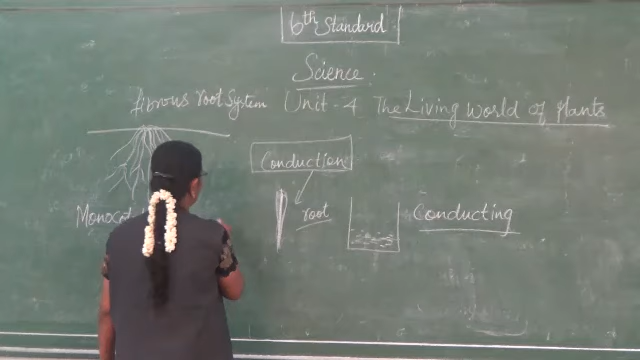 6th Standard
Science.
fibrous root System Unit-4 The Living World of Plants
Conduction
root Conducting
Monocot